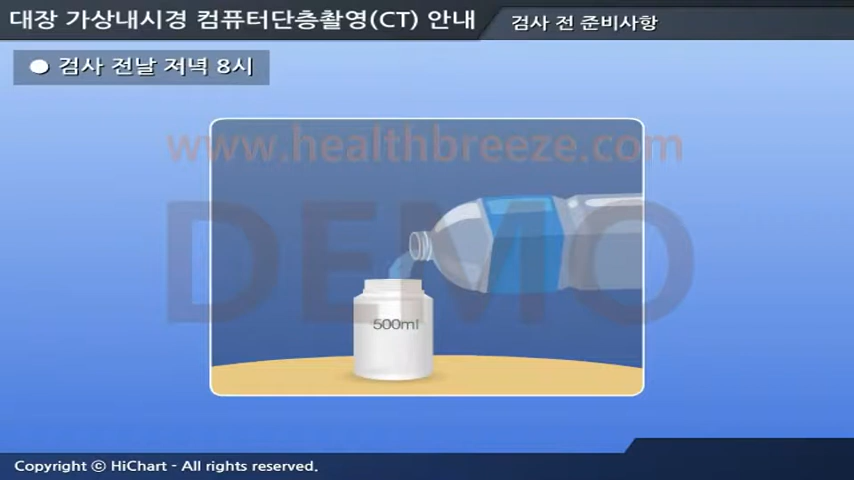 대장 가상내시경 컴퓨터단층촬영(CT) 안내
검사 전 준비사항
● 검사 전날 저녁 8시
www.healthbreeze.com
DEMO
500ml
Copyright ⓒ HiChart - All rights reserved.